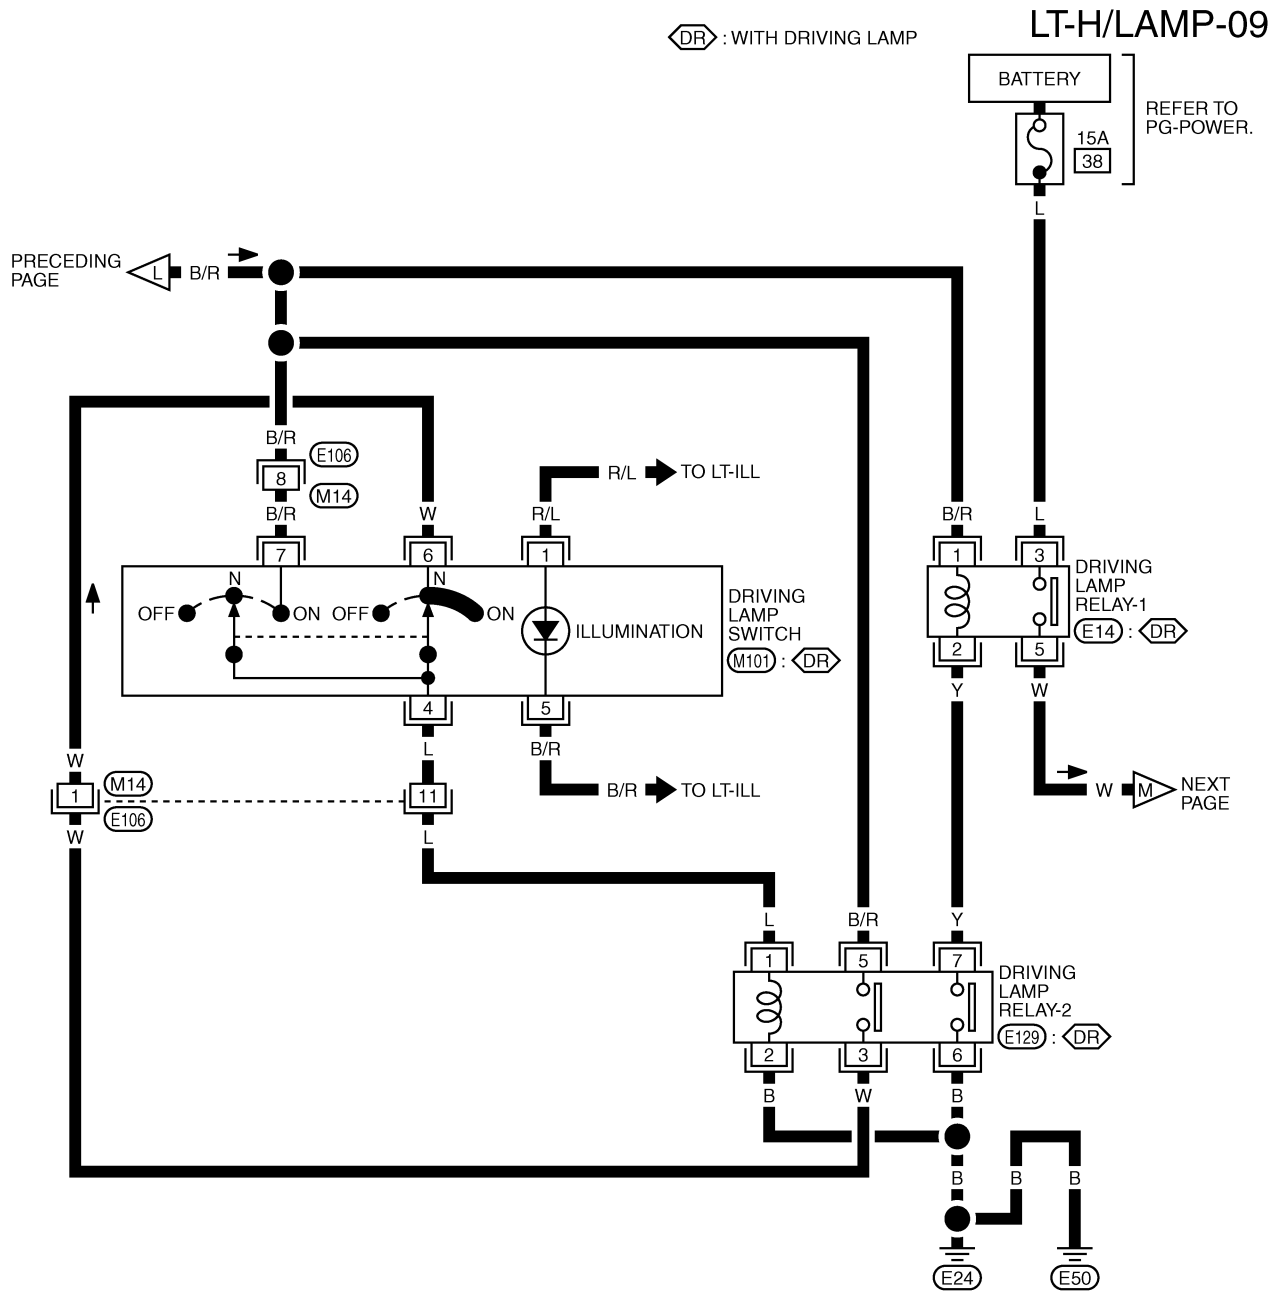 LT-H/LAMP-09
DR : WITH DRIVING LAMP
BATTERY
REFER TO
PG-POWER.
15A
38
L
PRECEDING
PAGE
L
B/R
B/R
E106
8
M14
B/R
W
R/L
R/L
TO LT-ILL
B/R
L
7
6
1
1
3
N
OFF
ON
N
OFF
ON
ILLUMINATION
DRIVING
LAMP
SWITCH
M101 : DR
DRIVING
LAMP
RELAY-1
E14 : DR
2
5
4
5
Y
W
L
B/R
W
M14
1
E106
11
B/R
TO LT-ILL
W
M
NEXT
PAGE
W
L
L
B/R
Y
1
5
7
DRIVING
LAMP
RELAY-2
E129 : DR
2
3
6
B
W
B
B
B
B
E24
E50